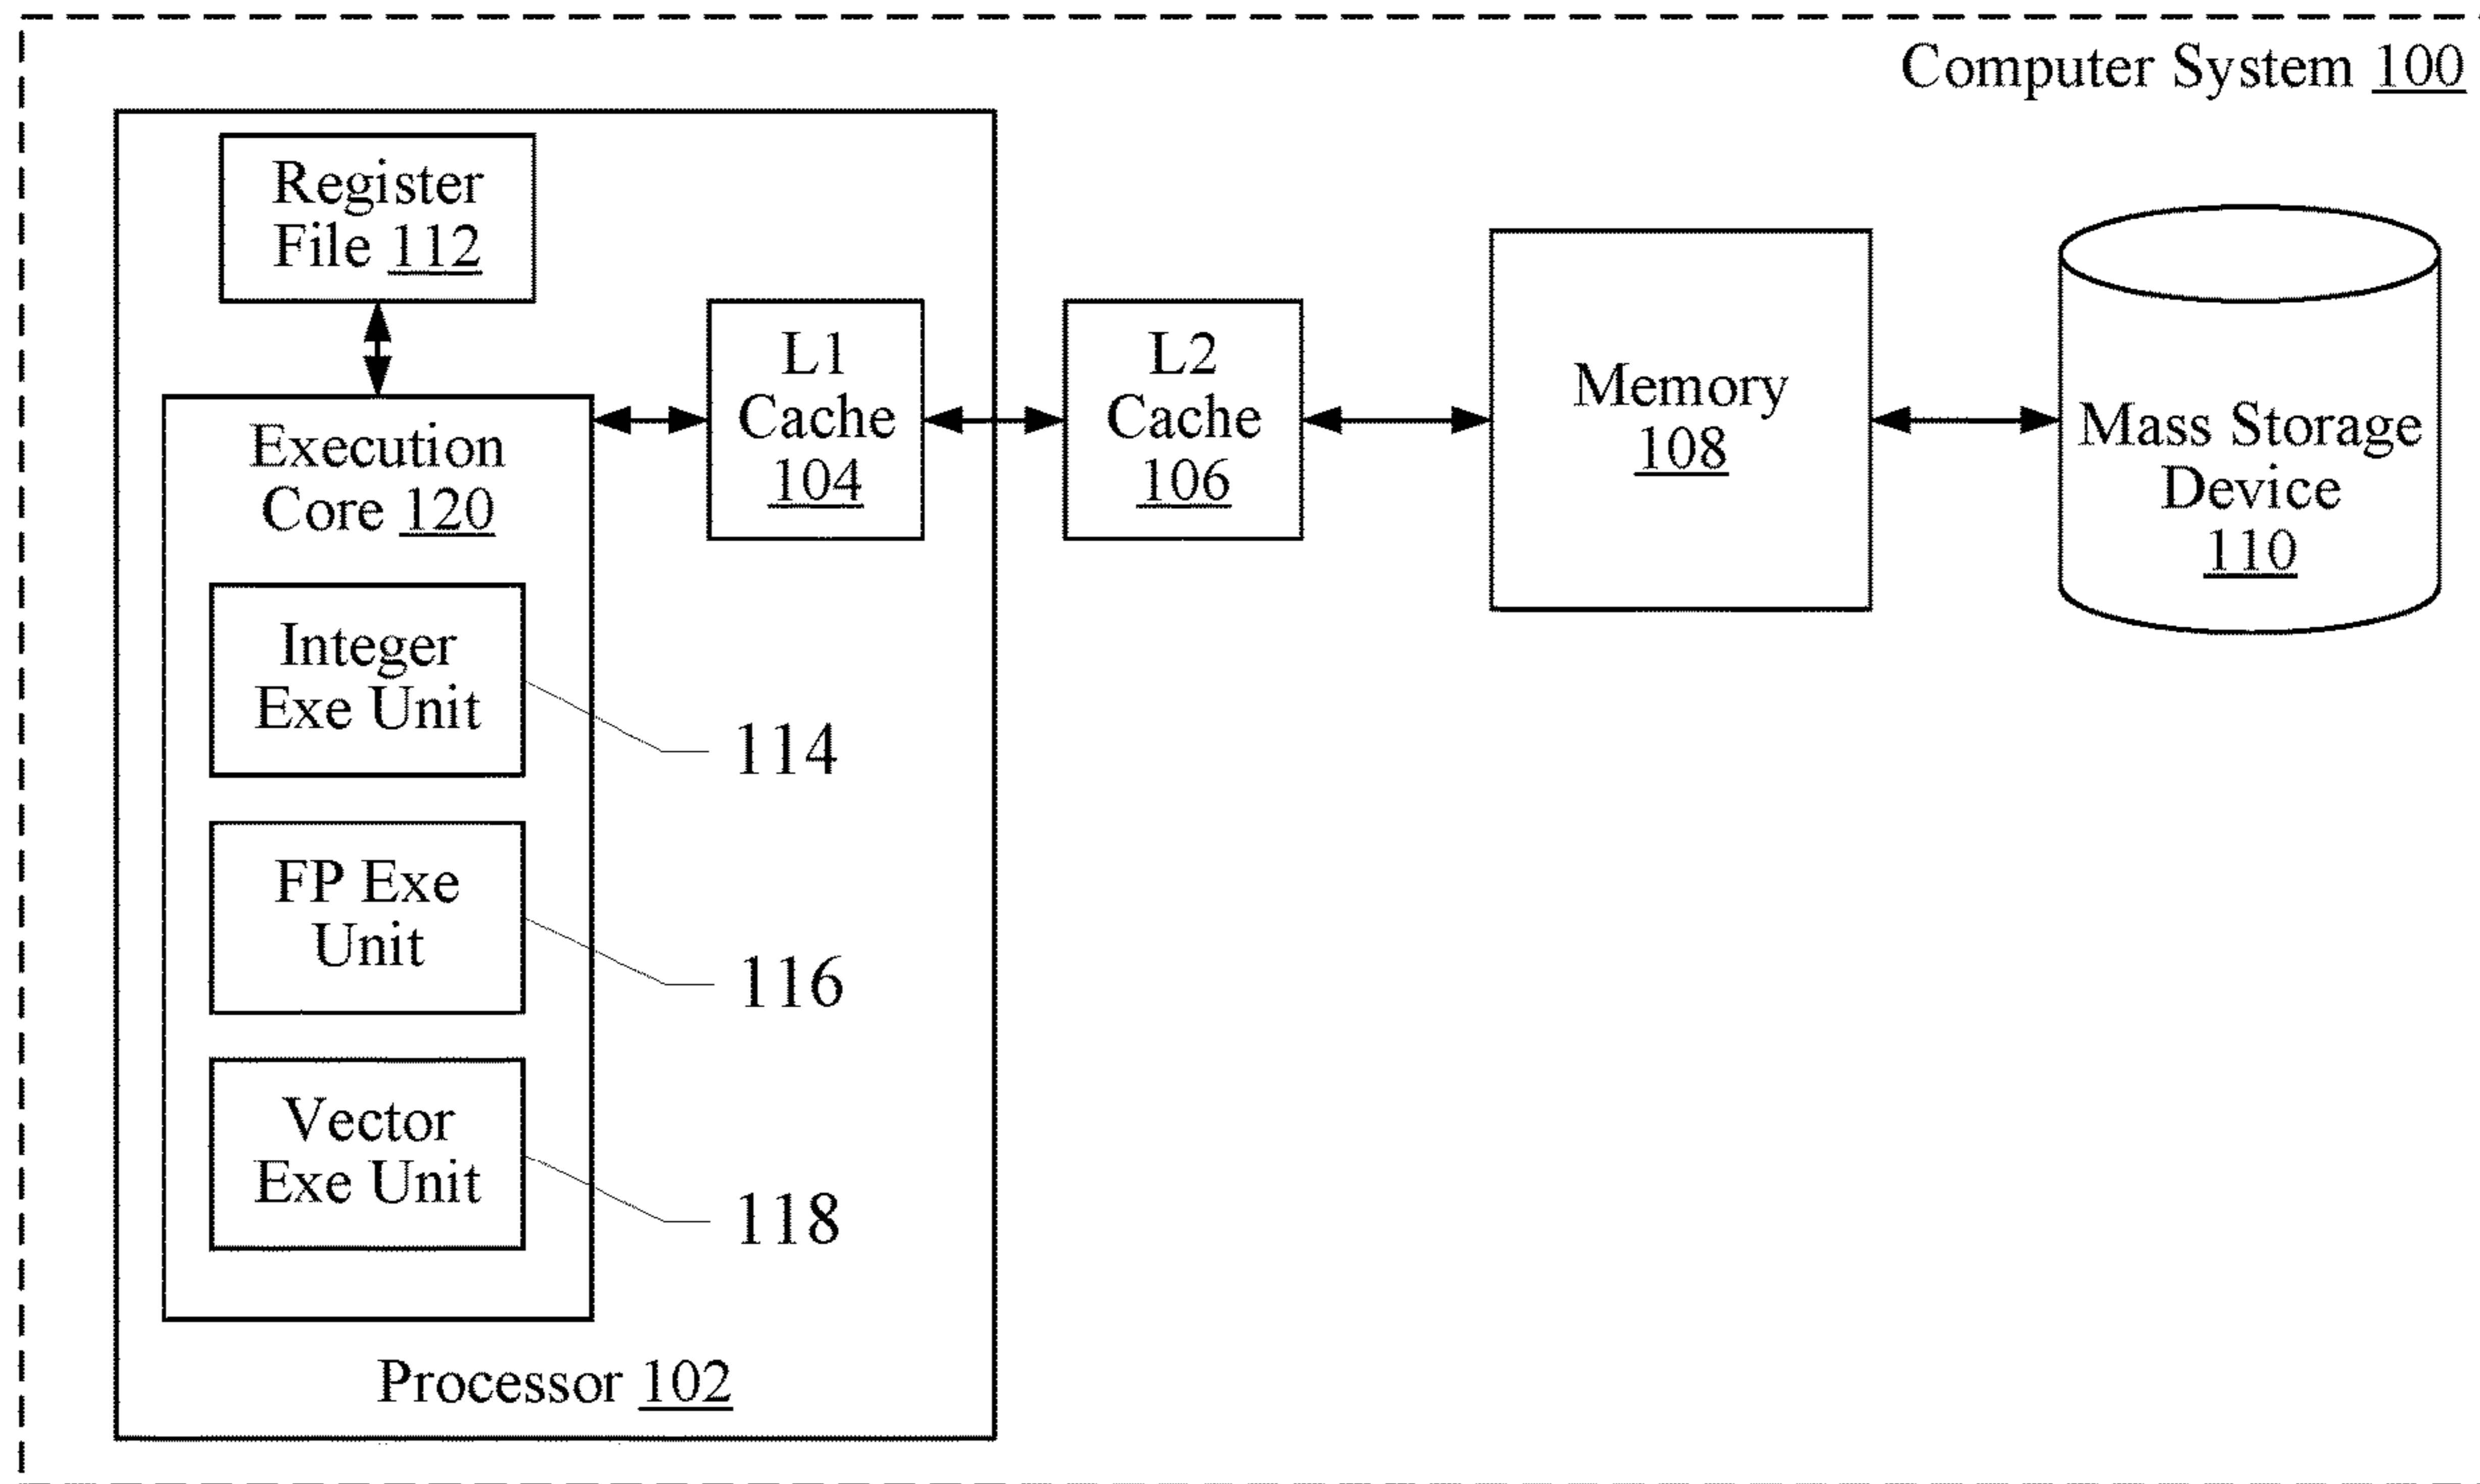 Computer System 100
Register
File 112
Execution
Core 120
L1
Cache
104
L2
Cache
106
Memory
108
Mass Storage
Device
110
Integer
Exe Unit
114
FP Exe
Unit
116
Vector
Exe Unit
118
Processor 102